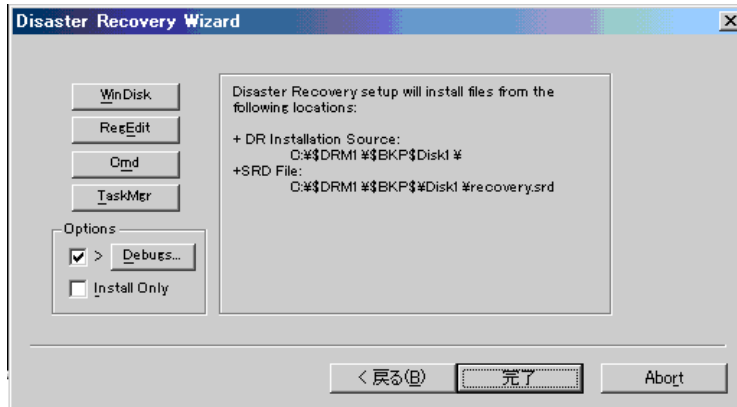 Disaster Recovery Wizard
WinDisk
RegEdit
Cmd
TaskMgr
Options
>
Debugs...
Install Only
Disaster Recovery setup will install files from the
following locations:
+ DR Installation Source:
C:¥$DRM1¥$BKP$Disk1¥
+SRD File:
C:¥$DRM1¥$BKP$¥Disk1¥recovery.srd
< 戻る(B)
完了
Abort